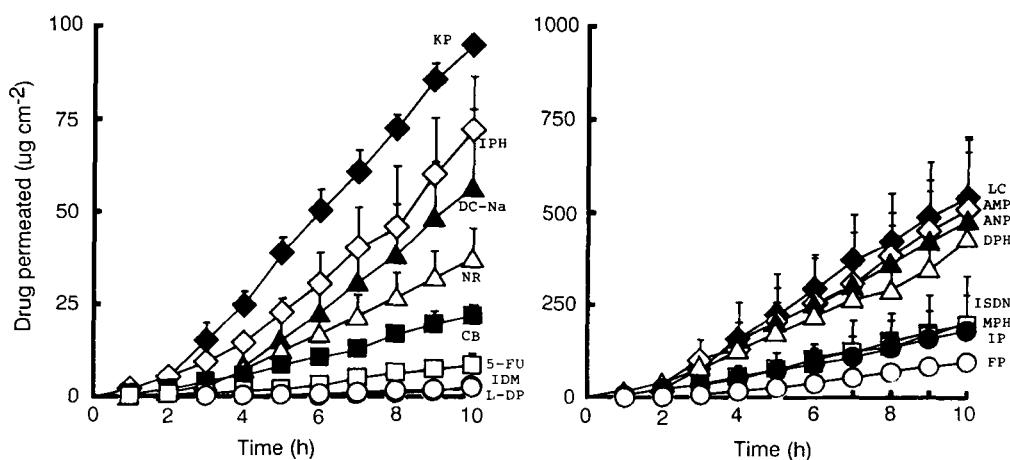 100
75
50
25
0
Drug permeated (ug cm-2)
KP
IPH
DC-Na
NR
CB
5-FU
IDM
L-DP
0 2 4 6 8 10
Time (h)
1000
750
500
250
0
LC
AMP
ANP
DPH
ISDN
MPH
IP
FP
0 2 4 6 8 10
Time (h)